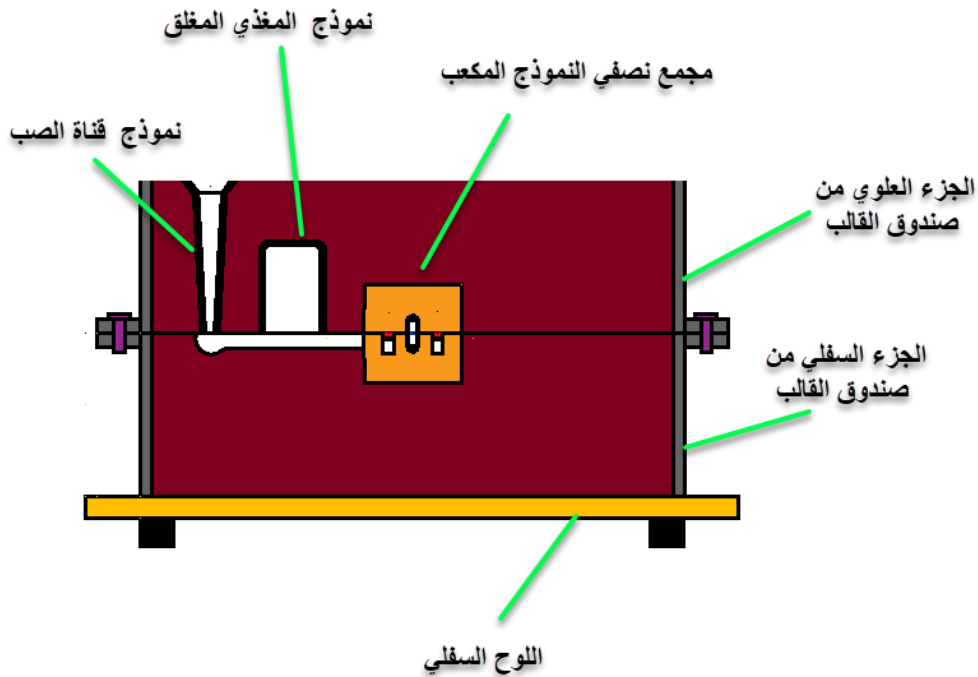 نموذج المغذي المغلق
مجمع نصفي النموذج المكعب
نموذج قناة الصب
الجزء العلوي من
صندوق القالب
الجزء السفلي من
صندوق القالب
اللوح السفلي